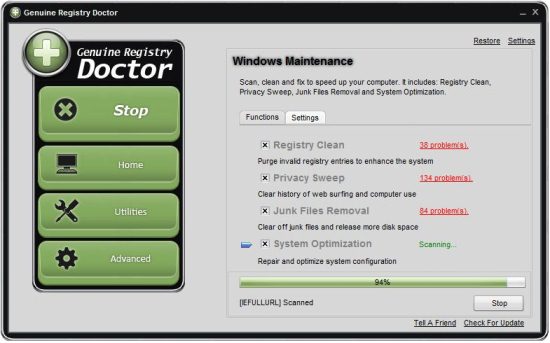 Genuine Registry Doctor
Restore Settings
Genuine Registry
Doctor
Stop
Home
Utilities
Advanced
Windows Maintenance
Scan, clean and fix to speed up your computer. It includes: Registry Clean,
Privacy Sweep, Junk Files Removal and System Optimization.
Functions Settings
Registry Clean 38 problem(s).
Purge invalid registry entries to enhance the system
Privacy Sweep 134 problem(s).
Clear history of web surfing and computer use
Junk Files Removal 84 problem(s).
Clear off junk files and release more disk space
System Optimization Scanning...
Repair and optimize system configuration
94%
[IEFULLURL] Scanned Stop
Tell A Friend Check For Update